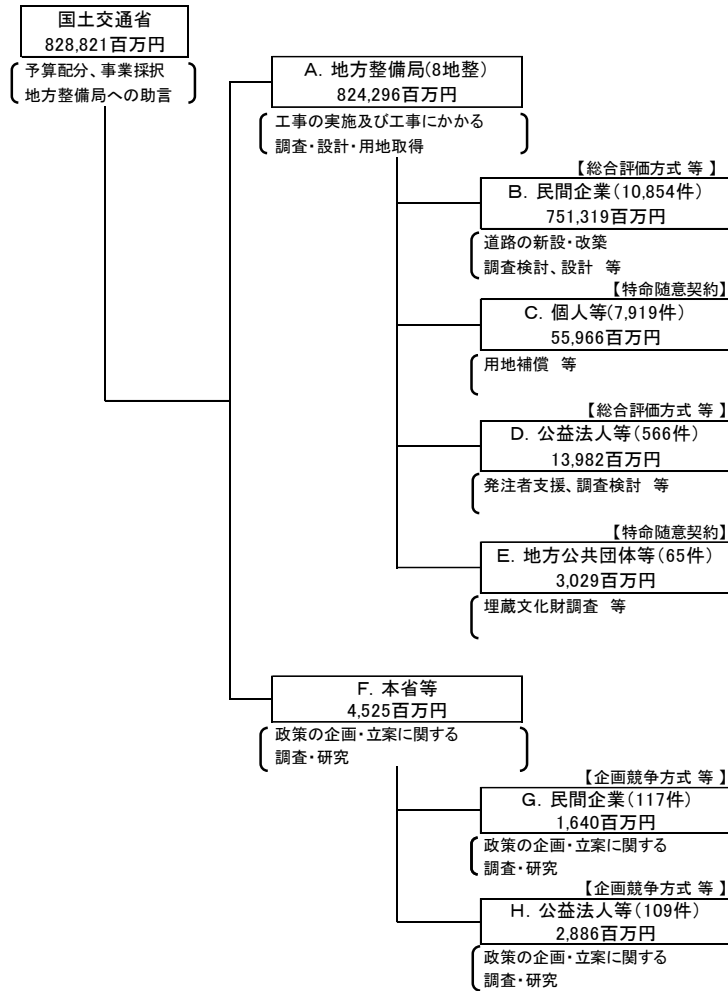 国土交通省
828,821百万円
予算配分、事業採択
地方整備局への助言
A. 地方整備局(8地整)
824,296百万円
工事の実施及び工事にかかる
調査・設計・用地取得
【総合評価方式 等 】
B. 民間企業(10,854件)
751,319百万円
道路の新設・改築
調査検討、設計 等
【特命随意契約】
C. 個人等(7,919件)
55,966百万円
用地補償 等
【総合評価方式 等 】
D. 公益法人等(566件)
13,982百万円
発注者支援、調査検討 等
【特命随意契約】
E. 地方公共団体等(65件)
3,029百万円
埋蔵文化財調査 等
F. 本省等
4,525百万円
政策の企画・立案に関する
調査・研究
【企画競争方式 等 】
G. 民間企業(117件)
1,640百万円
政策の企画・立案に関する
調査・研究
【企画競争方式 等 】
H. 公益法人等(109件)
2,886百万円
政策の企画・立案に関する
調査・研究